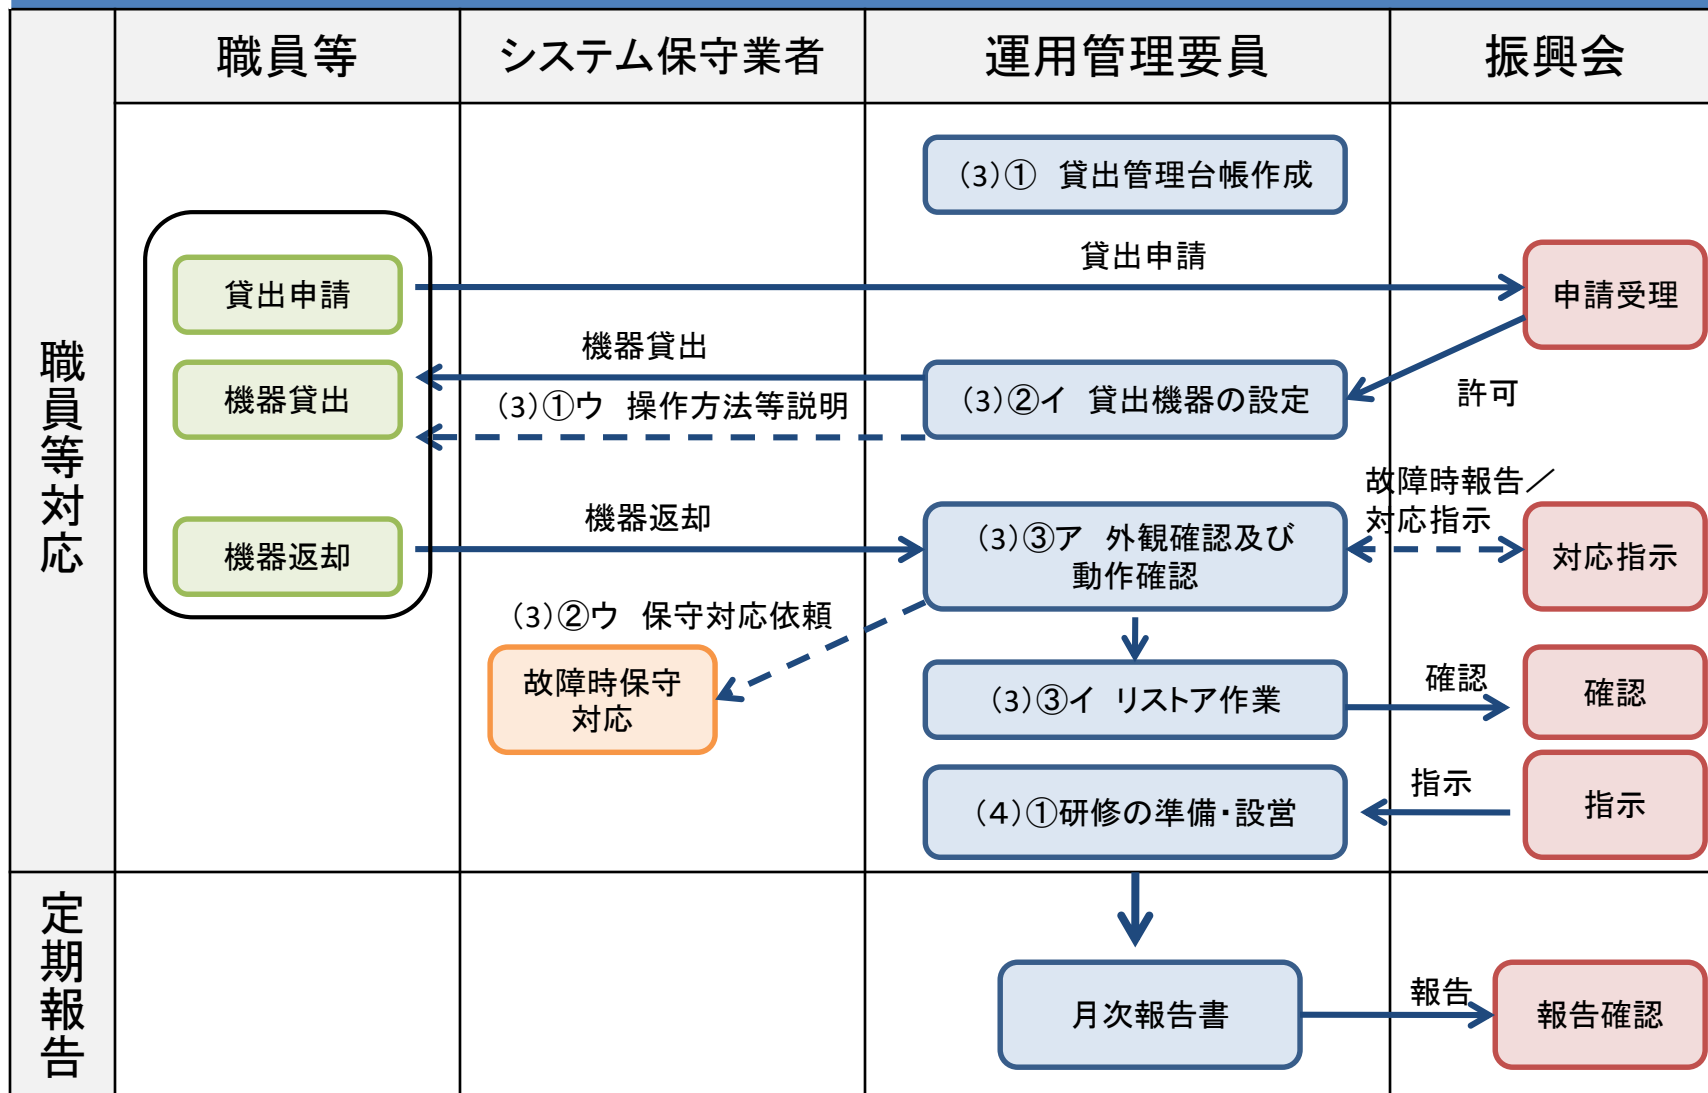 職員等
システム保守業者
運用管理要員
振興会
職員等対応
(3)① 貸出管理台帳作成
貸出申請
貸出申請
申請受理
機器貸出
機器貸出
(3)①ウ 操作方法等説明
(3)②イ 貸出機器の設定
許可
故障時報告／
対応指示
機器返却
機器返却
(3)③ア 外観確認及び
動作確認
対応指示
(3)②ウ 保守対応依頼
故障時保守
対応
(3)③イ リストア作業
確認
確認
(4)①研修の準備・設営
指示
指示
定期報告
月次報告書
報告
報告確認